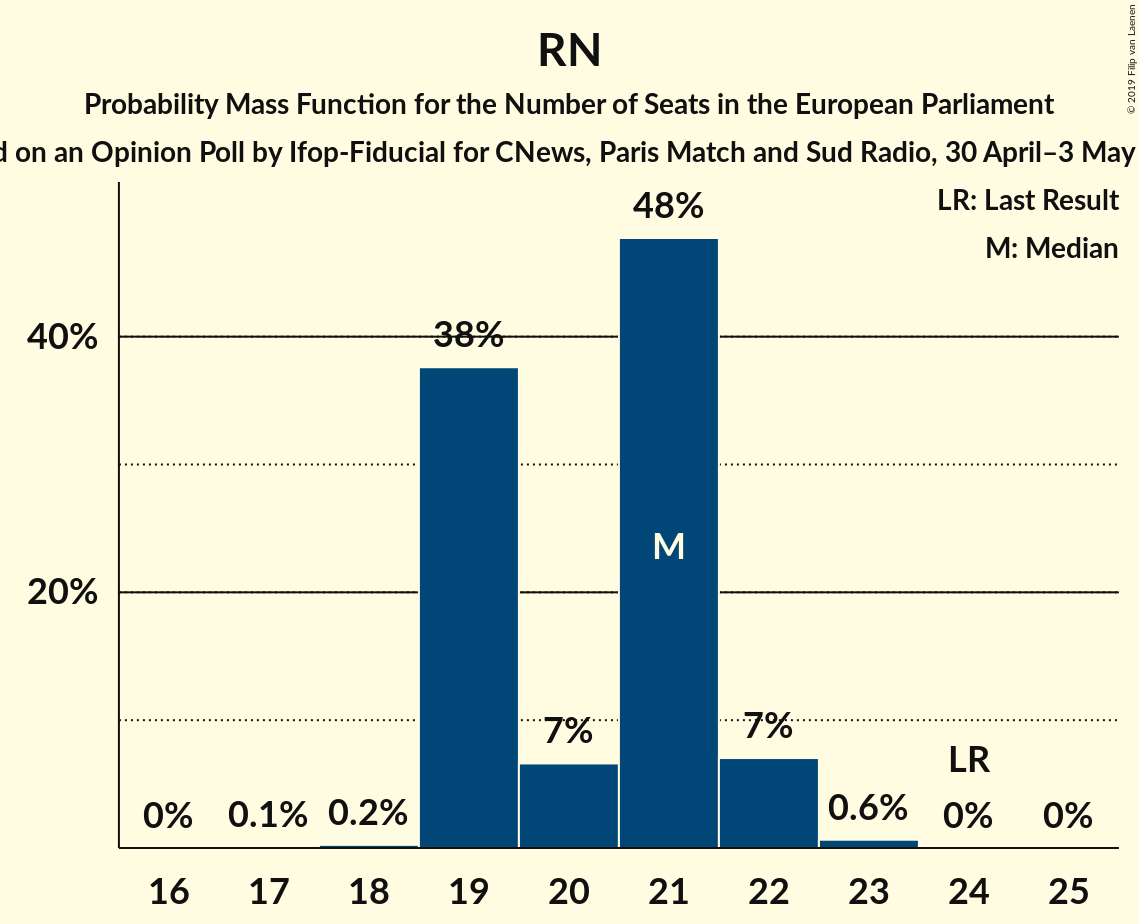 RN
Probability Mass Function for the Number of Seats in the European Parliament
on an Opinion Poll by Ifop-Fiducial for CNews, Paris Match and Sud Radio, 30 April–3 May
© 2019 Filip van Laenen
LR: Last Result
M: Median
48%
40%
38%
M
20%
7%
7%
LR
0%
0.1%
0.2%
0.6%
0%
0%
16
17
18
19
20
21
22
23
24
25